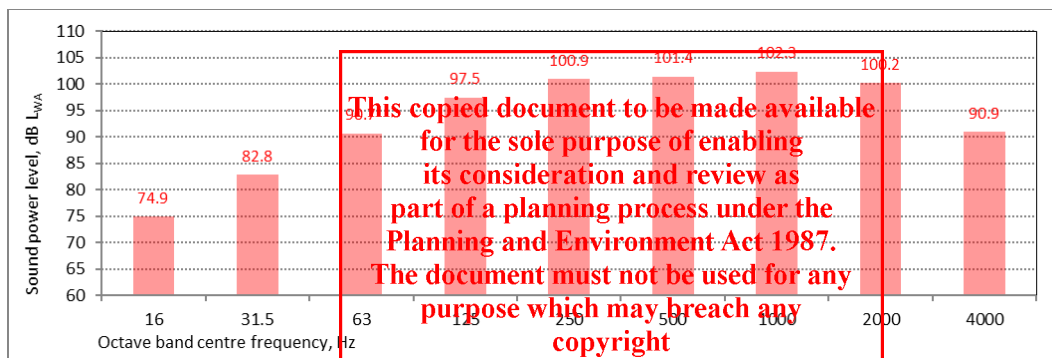 110
105
100
95
90
85
80
75
70
65
60
Sound power level, dB LWA
74.9
82.8
90.7
97.5
100.9
101.4
102.3
100.2
90.9
This copied document to be made available
for the sole purpose of enabling
its consideration and review as
part of a planning process under the
Planning and Environment Act 1987.
The document must not be used for any
purpose which may breach any
copyright
16 31.5 63 125 250 500 1000 2000 4000
Octave band centre frequency, Hz